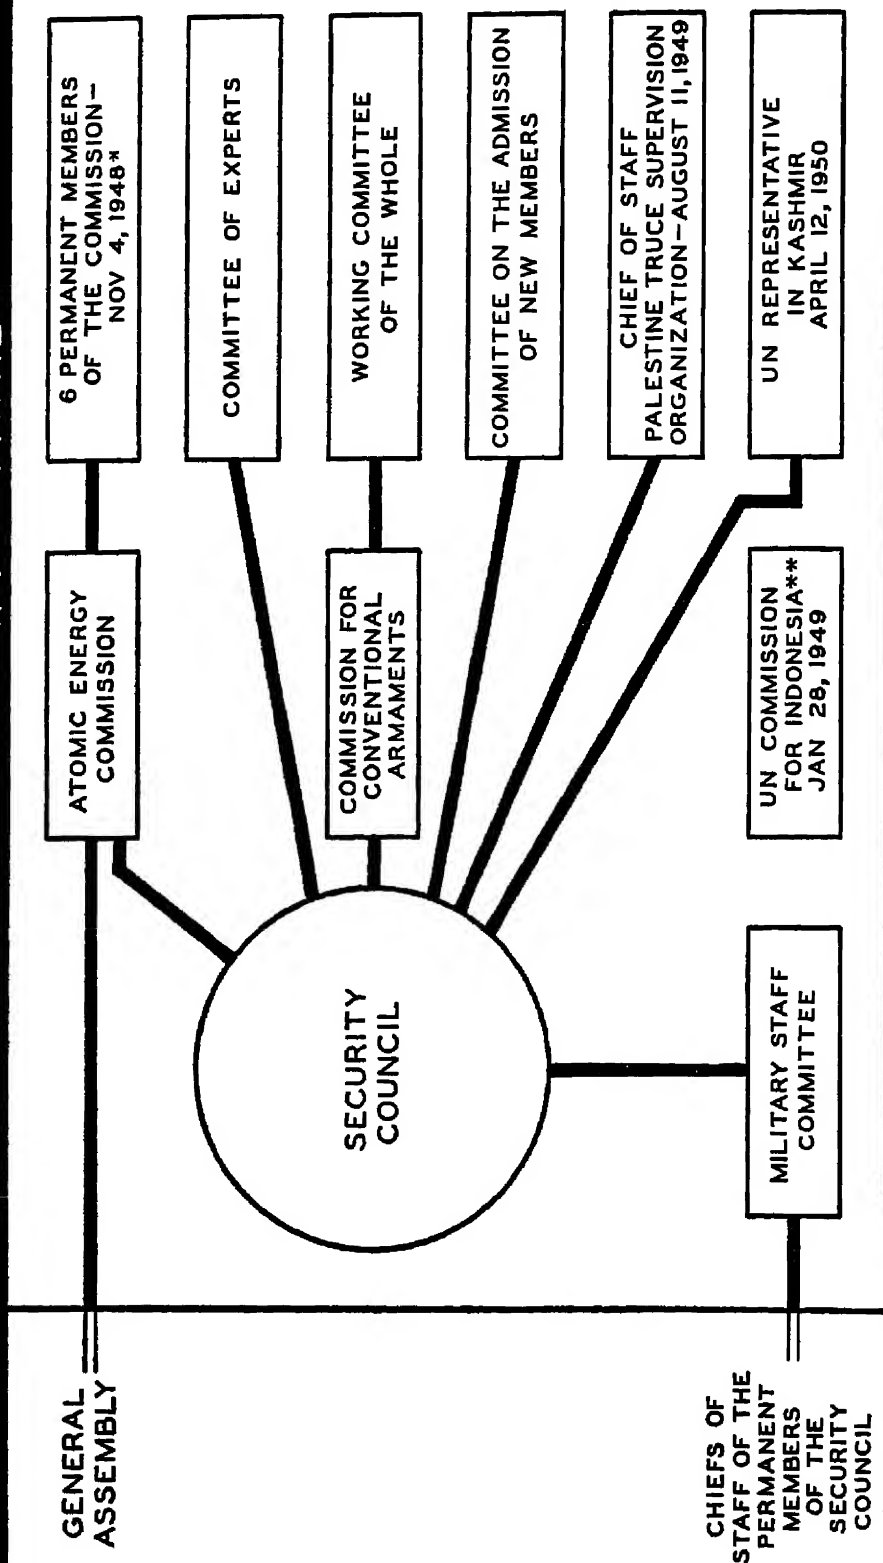 GENERAL
ASSEMBLY
ATOMIC ENERGY
COMMISSION
6 PERMANENT MEMBERS
OF THE COMMISSION—
NOV 4, 1948*
COMMITTEE OF EXPERTS
SECURITY
COUNCIL
COMMISSION FOR
CONVENTIONAL
ARMAMENTS
WORKING COMMITTEE
OF THE WHOLE
COMMITTEE ON THE ADMISSION
OF NEW MEMBERS
CHIEF OF STAFF
PALESTINE TRUCE SUPERVISION
ORGANIZATION—AUGUST 11, 1949
CHIEFS OF
STAFF OF THE
PERMANENT
MEMBERS
OF THE
SECURITY
COUNCIL
MILITARY STAFF
COMMITTEE
UN COMMISSION
FOR INDONESIA**
JAN 28, 1949
UN REPRESENTATIVE
IN KASHMIR
APRIL 12, 1950